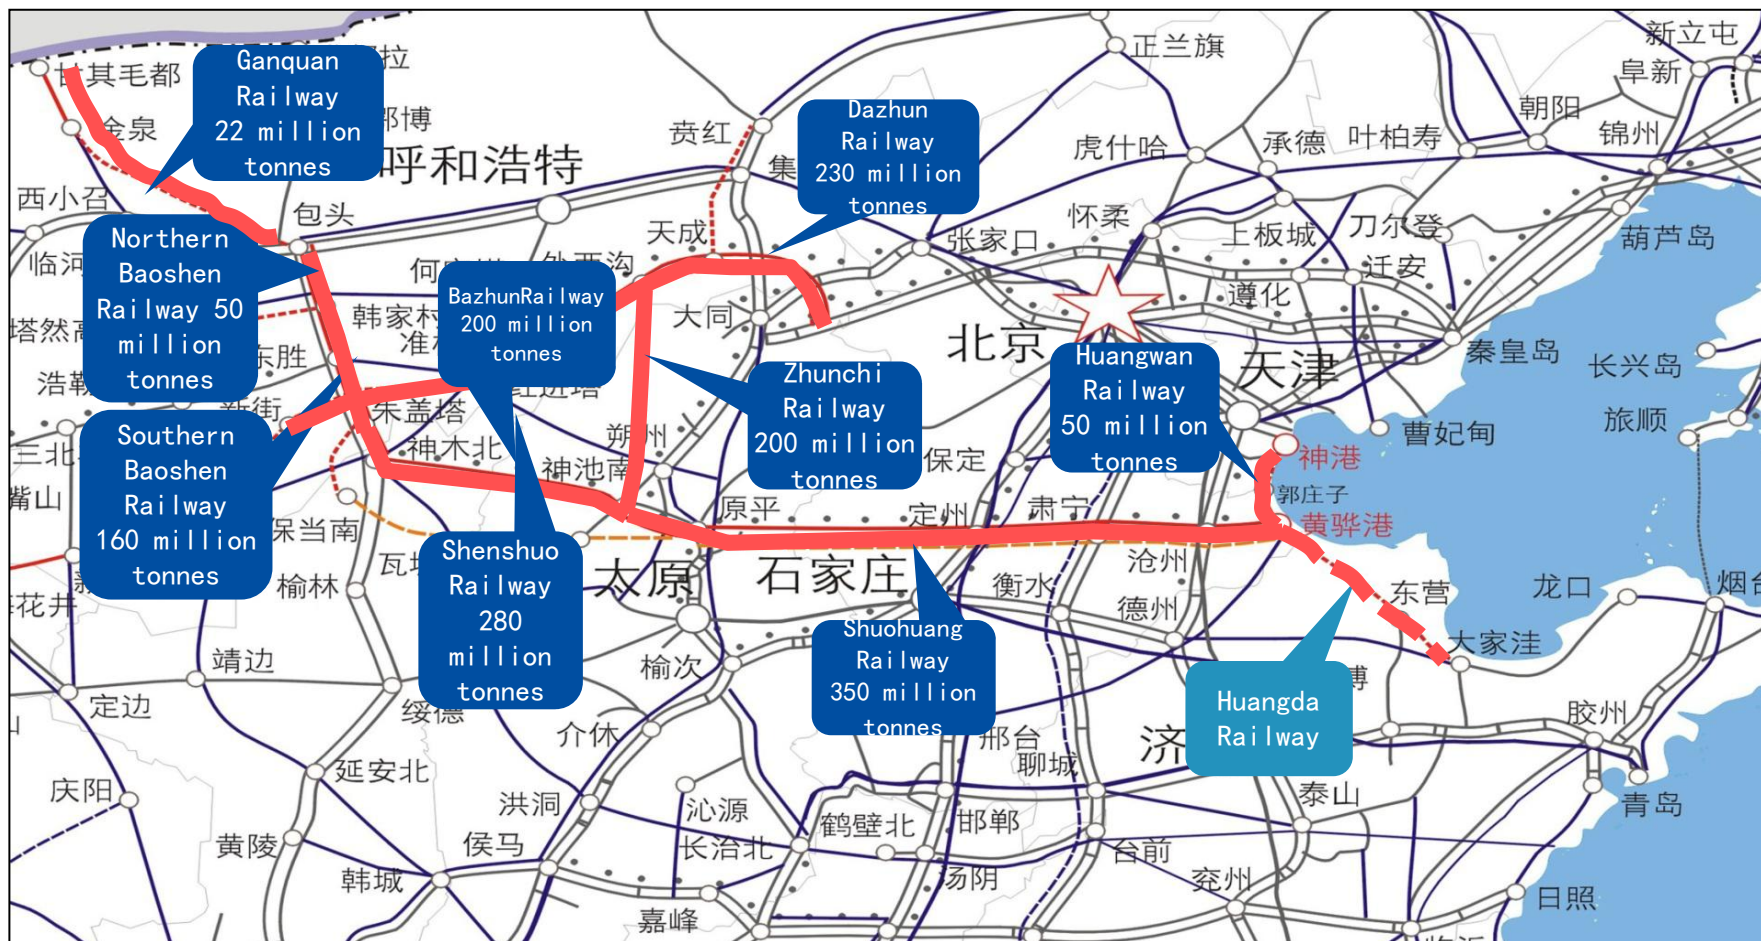 新立屯
正兰旗
阜新
甘其毛都
Ganquan
Railway
22 million
tonnes
拉
金泉
那博
贲红
Dazhun
Railway
230 million
tonnes
朝阳
虎什哈
承德
叶柏寿
锦州
呼和浩特
集
西小召
包头
天成
张家口
怀柔
上板城
刀尔登
葫芦岛
Northern
Baoshen
Railway 50
million
tonnes
临河
BazhunRailway
200 million
tonnes
迁安
遵化
韩家村
大同
塔然高
准
东胜
北京
天津
秦皇岛
长兴岛
Huangwan
Railway
50 million
tonnes
Zhunchi
Railway
200 million
tonnes
浩勒
新街
朱盖塔
红进塔
旅顺
Southern
Baoshen
Railway
160 million
tonnes
三北
神木北
朔州
神池南
保定
曹妃甸
神港
嘴山
郭庄子
保当南
原平
定州
肃宁
黄骅港
Shenshuo
Railway
280
million
tonnes
瓦
太原
石家庄
沧州
榆林
衡水
德州
东营
龙口
烟台
花井
Shuohuang
Railway
350 million
tonnes
大家洼
靖边
榆次
博
Huangda
Railway
定边
绥德
介休
邢台
济
胶州
延安北
聊城
庆阳
洪洞
沁源
泰山
青岛
黄陵
侯马
长治北
鹤壁北
邯郸
台前
韩城
汤阴
兖州
日照
嘉峰
临沂